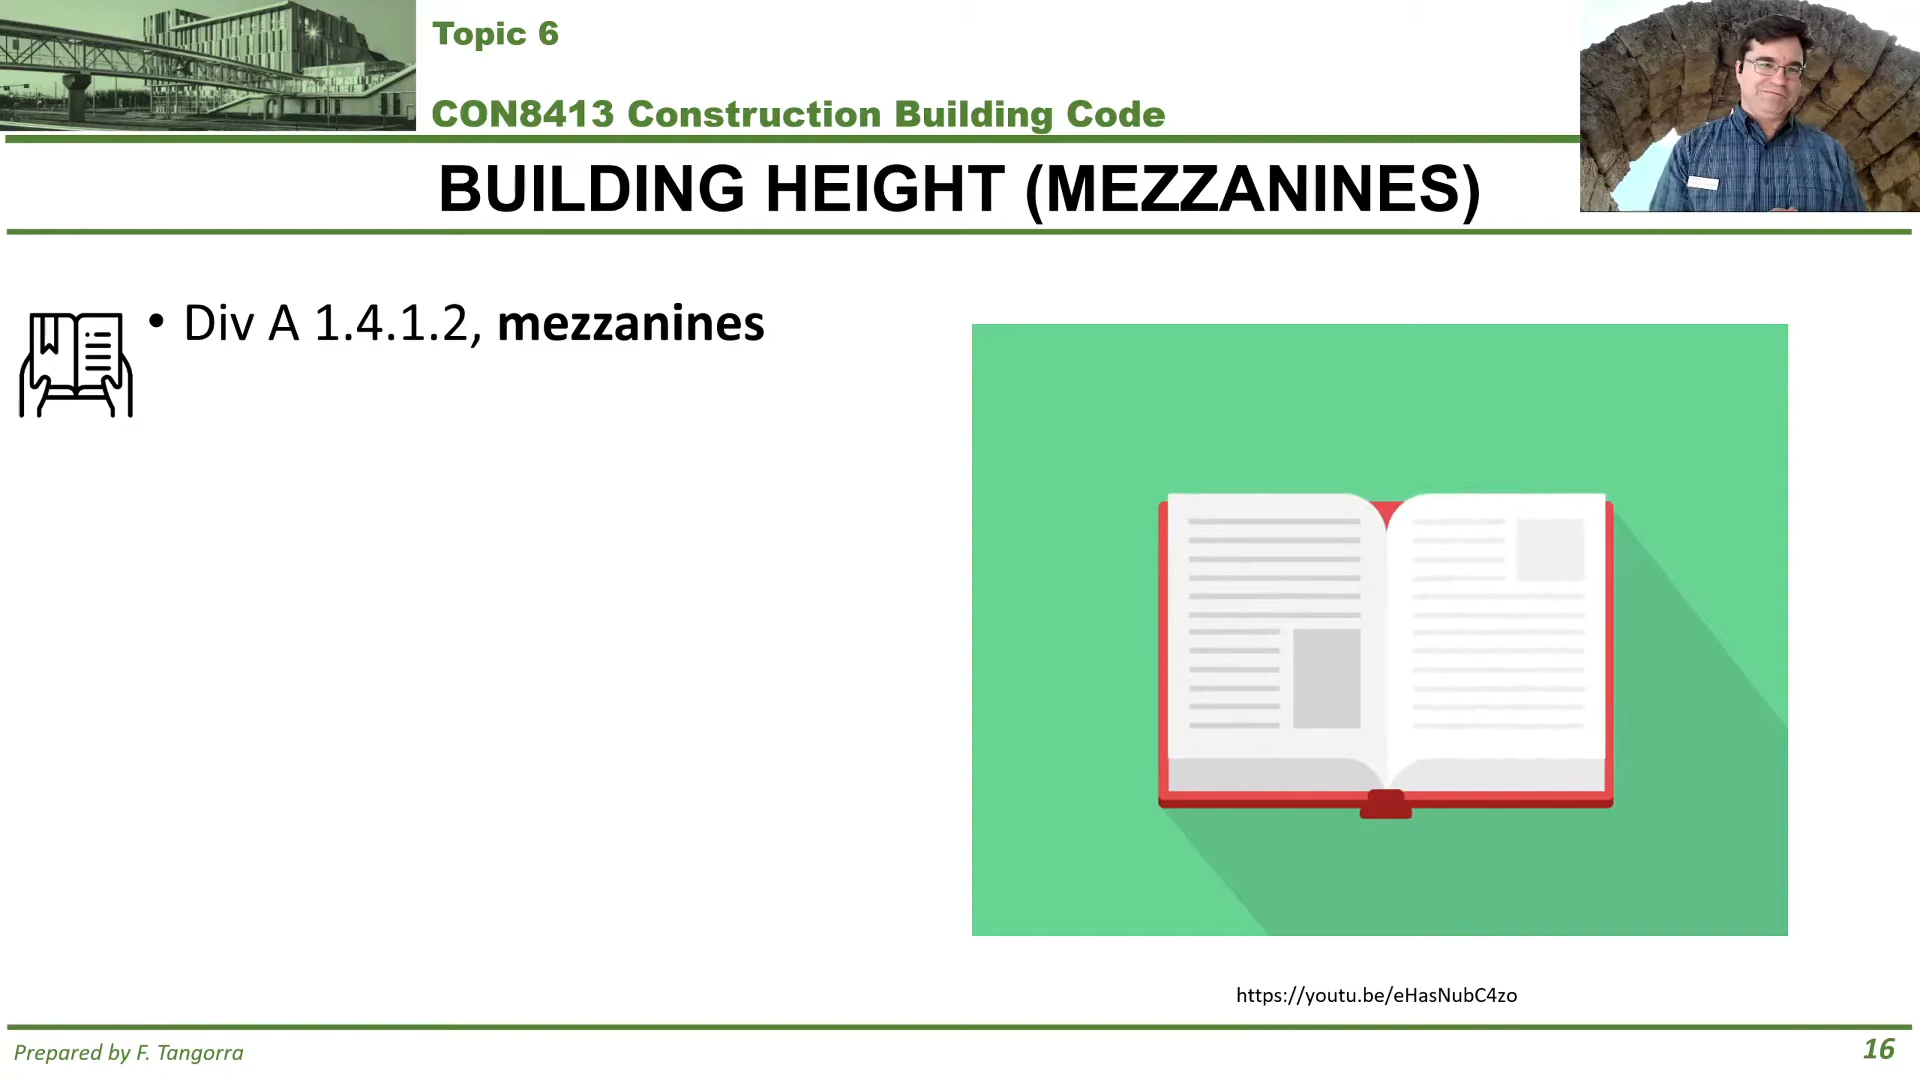 Topic 6
CON8413 Construction Building Code
BUILDING HEIGHT (MEZZANINES)
• Div A 1.4.1.2, mezzanines
https://youtu.be/eHasNubC4zo
Prepared by F. Tangorra
16